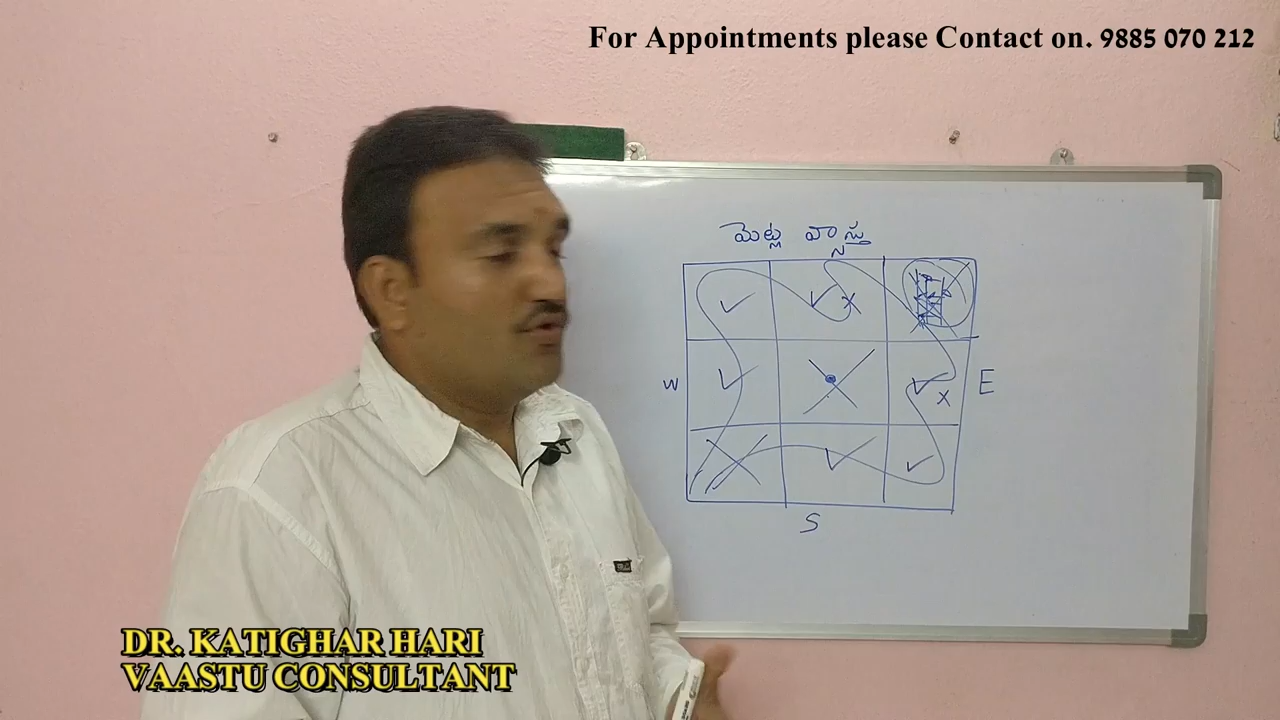 For Appointments please Contact on. 9885 070 212
మెట్ల వాస్తు
W
E
S
DR. KATIGHAR HARI
VAASTU CONSULTANT